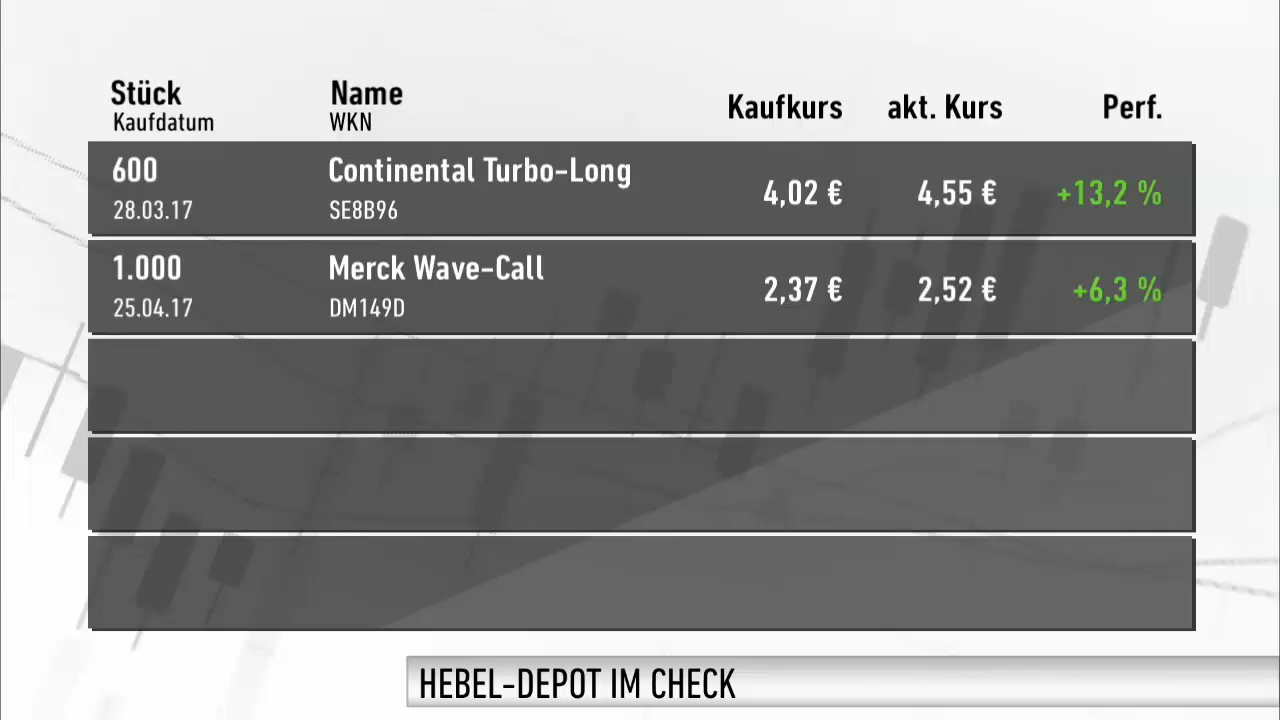 Stück Name Kaufkurs akt. Kurs Perf.
Kaufdatum WKN
600 Continental Turbo-Long 4,02 € 4,55 € +13,2 %
28.03.17 SE8B96
1.000 Merck Wave-Call 2,37 € 2,52 € +6,3 %
25.04.17 DM149D
HEBEL-DEPOT IM CHECK